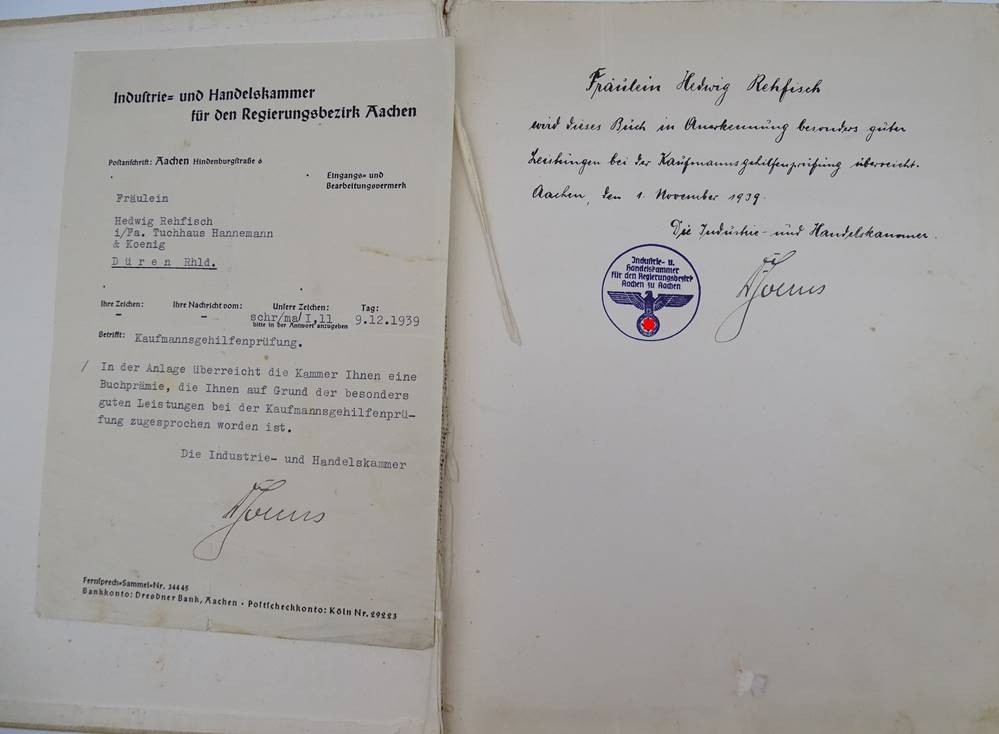 Industrie- und Handelskammer
für den Regierungsbezirk Aachen
Postanschrift: Aachen Hindenburgstraße 6
Eingangs- und
Bearbeitungsvermerk
Fräulein
Hedwig Rehfisch
i/Fa. Tuchhaus Hannemann
& Koenig
Düren Rhld.
Ihre Zeichen: Ihre Nachricht vom: Unsere Zeichen: Tag:
- - schr/ma/I,11 9.12.1939
bitte in der Antwort anzugeben
Betrifft: Kaufmannsgehilfenprüfung.
/ In der Anlage überreicht die Kammer Ihnen eine
Buchprämie, die Ihnen auf Grund der besonders
guten Leistungen bei der Kaufmannsgehilfenprü-
fung zugesprochen worden ist.
Die Industrie- und Handelskammer
Fernsprech-Sammel-Nr. 34445
Bankkonto: Dresdner Bank, Aachen · Postscheckkonto: Köln Nr. 29223
Fräulein Hedwig Rehfisch
wird dieses Buch in Anerkennung besonders guter
Leistungen bei der Kaufmannsgehilfenprüfung überreicht.
Aachen, den 1. November 1939.
Die Industrie- und Handelskammer.
Industrie- u.
Handelskammer
für den Regierungsbezirk
Aachen zu Aachen